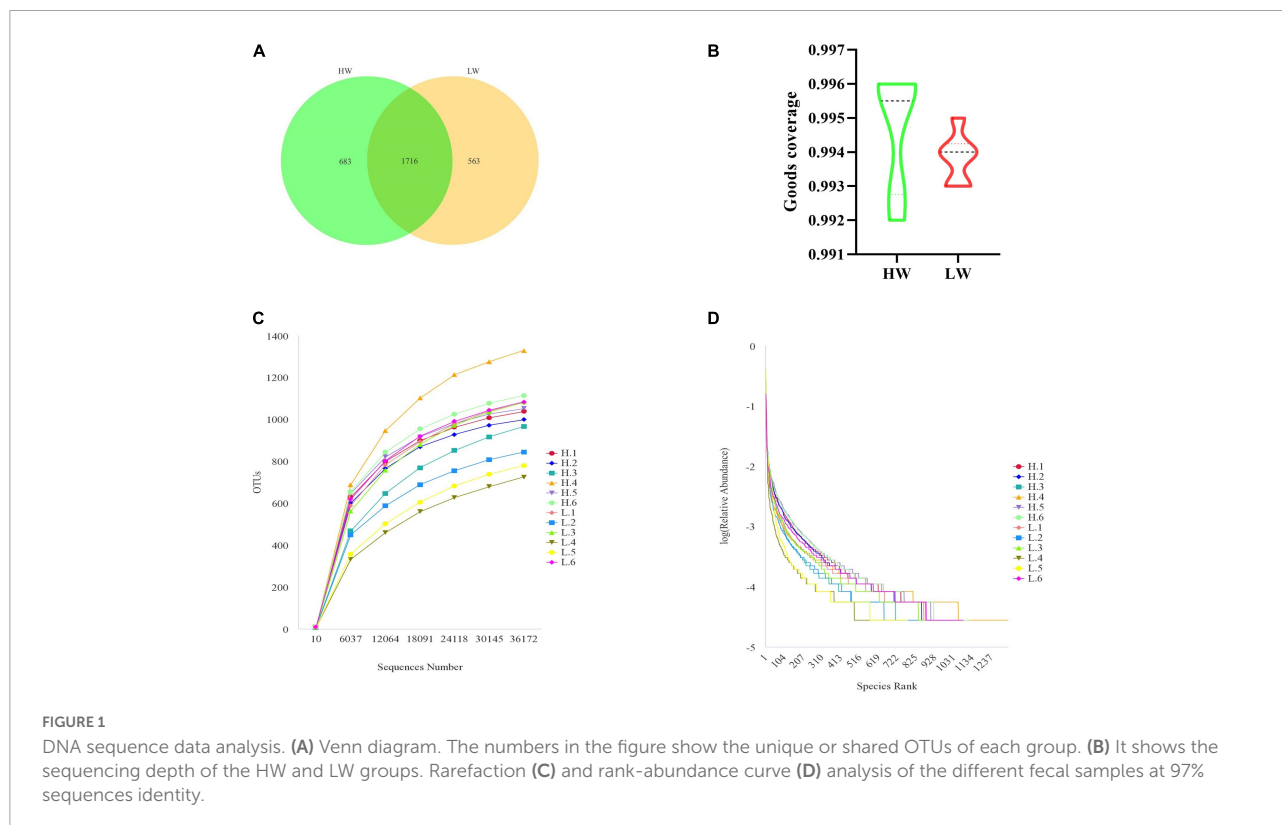 A
HW
LW
683
1716
563
B
0.997
0.996
0.995
0.994
0.993
0.992
0.991
Goods coverage
HW
LW
C
1400
1200
1000
800
600
400
200
0
OTUs
10
6037
12064
18091
24118
30145
36172
Sequences Number
H.1
H.2
H.3
H.4
H.5
H.6
L.1
L.2
L.3
L.4
L.5
L.6
D
0
-1
-2
-3
-4
-5
log(Relative Abundance)
1
104
207
310
413
516
619
722
825
928
1031
1134
1237
Species Rank
H.1
H.2
H.3
H.4
H.5
H.6
L.1
L.2
L.3
L.4
L.5
L.6
FIGURE 1
DNA sequence data analysis. (A) Venn diagram. The numbers in the figure show the unique or shared OTUs of each group. (B) It shows the
sequencing depth of the HW and LW groups. Rarefaction (C) and rank-abundance curve (D) analysis of the different fecal samples at 97%
sequences identity.